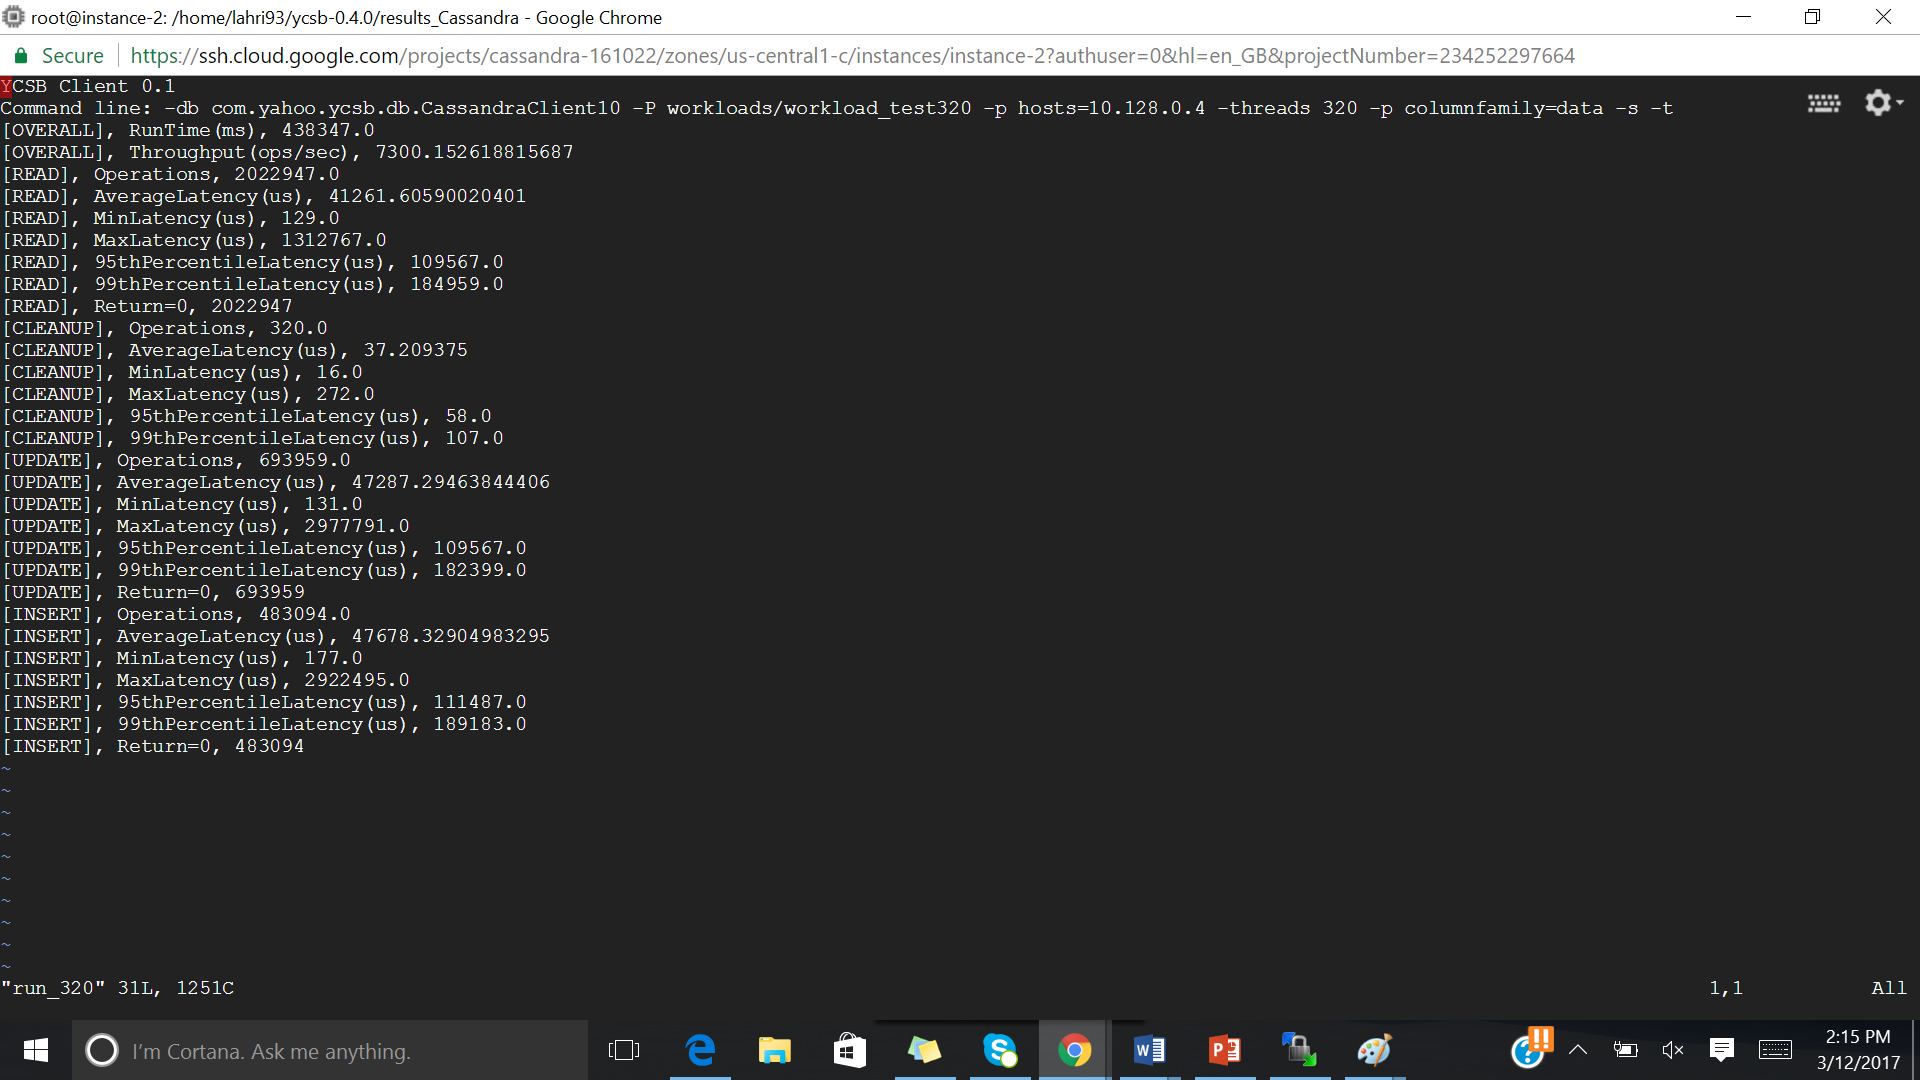 root@instance-2: /home/lahri93/ycsb-0.4.0/results_Cassandra - Google Chrome
Secure https://ssh.cloud.google.com/projects/cassandra-161022/zones/us-central1-c/instances/instance-2?authuser=0&hl=en_GB&projectNumber=234252297664
YCSB Client 0.1
Command line: -db com.yahoo.ycsb.db.CassandraClient10 -P workloads/workload_test320 -p hosts=10.128.0.4 -threads 320 -p columnfamily=data -s -t
[OVERALL], RunTime(ms), 438347.0
[OVERALL], Throughput(ops/sec), 7300.152618815687
[READ], Operations, 2022947.0
[READ], AverageLatency(us), 41261.60590020401
[READ], MinLatency(us), 129.0
[READ], MaxLatency(us), 1312767.0
[READ], 95thPercentileLatency(us), 109567.0
[READ], 99thPercentileLatency(us), 184959.0
[READ], Return=0, 2022947
[CLEANUP], Operations, 320.0
[CLEANUP], AverageLatency(us), 37.209375
[CLEANUP], MinLatency(us), 16.0
[CLEANUP], MaxLatency(us), 272.0
[CLEANUP], 95thPercentileLatency(us), 58.0
[CLEANUP], 99thPercentileLatency(us), 107.0
[UPDATE], Operations, 693959.0
[UPDATE], AverageLatency(us), 47287.29463844406
[UPDATE], MinLatency(us), 131.0
[UPDATE], MaxLatency(us), 2977791.0
[UPDATE], 95thPercentileLatency(us), 109567.0
[UPDATE], 99thPercentileLatency(us), 182399.0
[UPDATE], Return=0, 693959
[INSERT], Operations, 483094.0
[INSERT], AverageLatency(us), 47678.32904983295
[INSERT], MinLatency(us), 177.0
[INSERT], MaxLatency(us), 2922495.0
[INSERT], 95thPercentileLatency(us), 111487.0
[INSERT], 99thPercentileLatency(us), 189183.0
[INSERT], Return=0, 483094
~
~
~
~
~
~
~
~
~
~
"run_320" 31L, 1251C 1,1 All
I'm Cortana. Ask me anything.
2:15 PM
3/12/2017